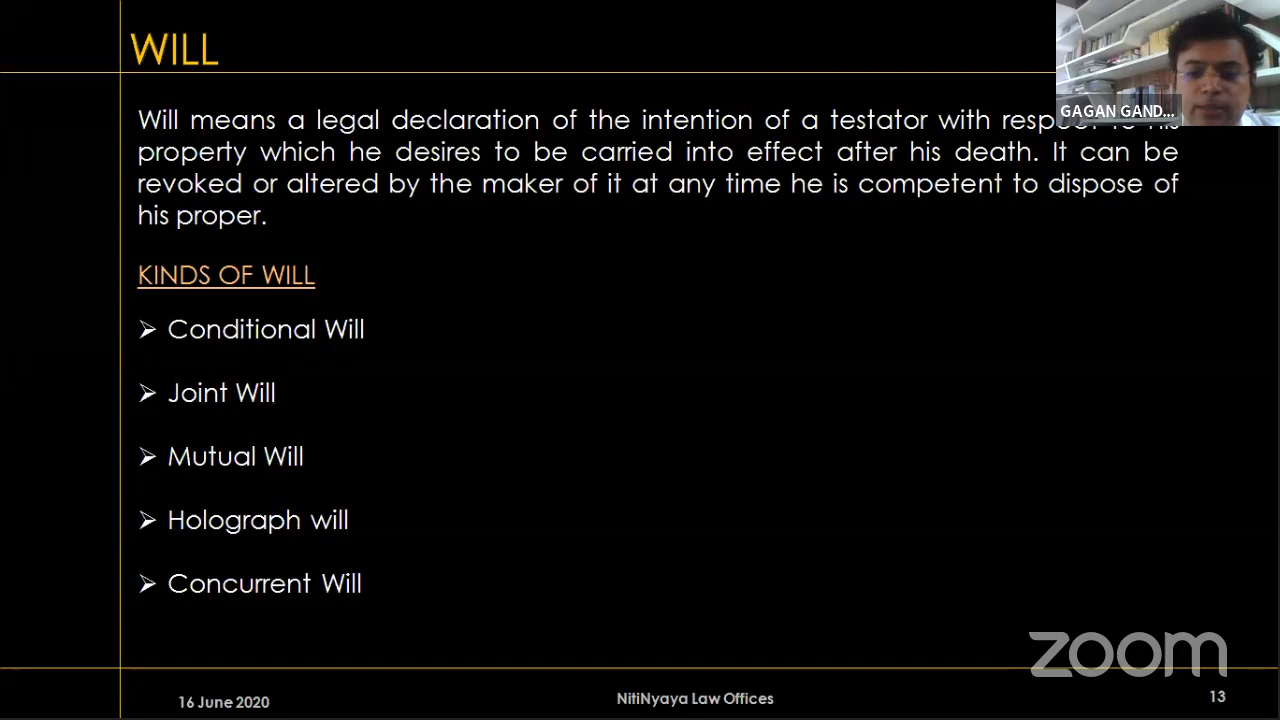 WILL
GAGAN GAND...
Will means a legal declaration of the intention of a testator with respect to his
property which he desires to be carried into effect after his death. It can be
revoked or altered by the maker of it at any time he is competent to dispose of
his proper.
KINDS OF WILL
➢ Conditional Will
➢ Joint Will
➢ Mutual Will
➢ Holograph will
➢ Concurrent Will
zoom
16 June 2020
NitiNyaya Law Offices
13